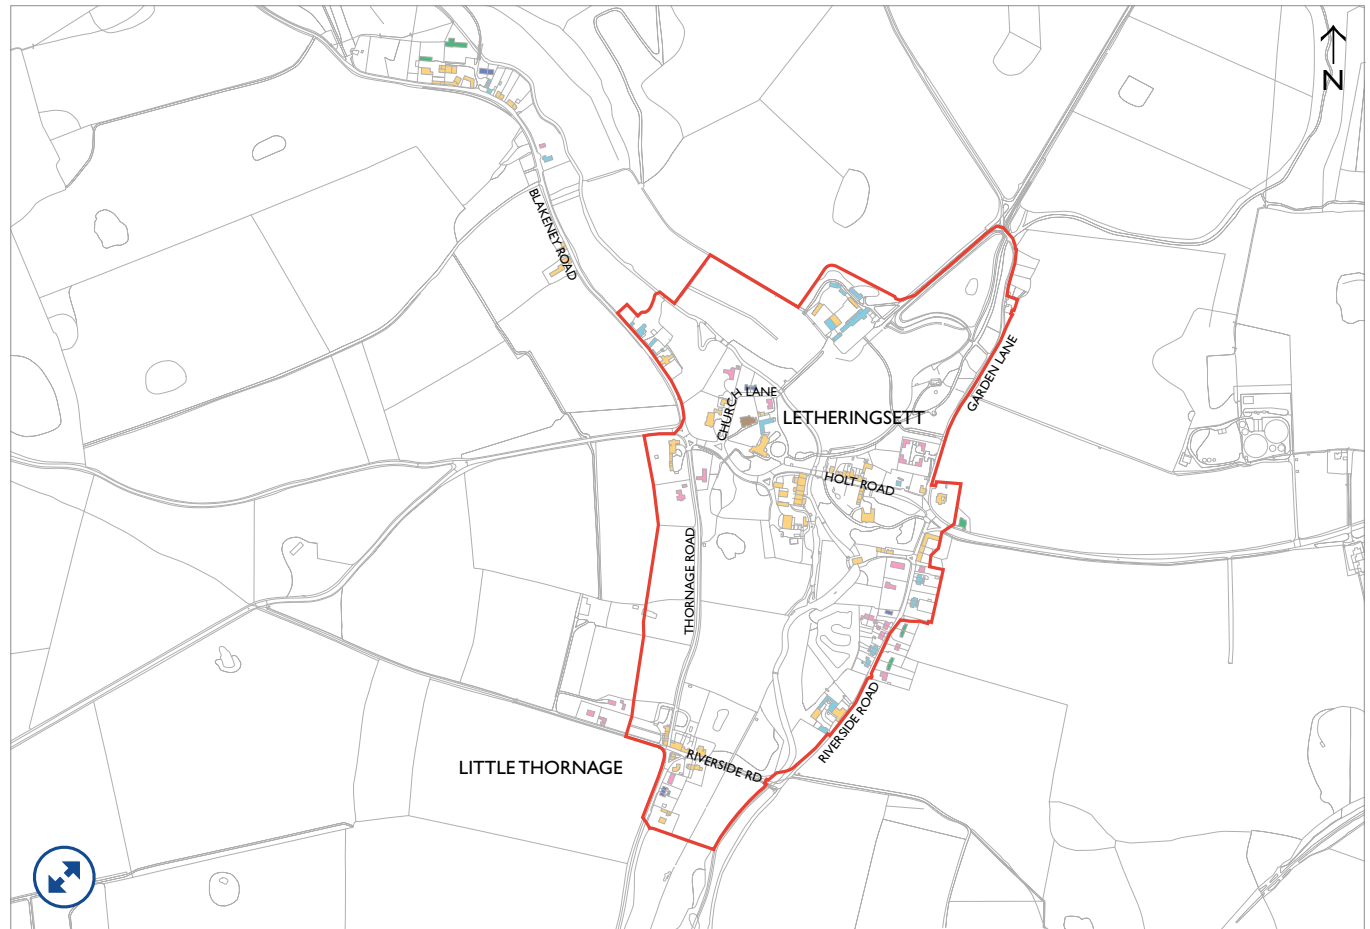 N
BLAKENEY ROAD
GARDEN LANE
CHURCH LANE
LETHERINGSETT
HOLT ROAD
THORNAGE ROAD
RIVERSIDE ROAD
RIVERSIDE RD
LITTLE THORNAGE